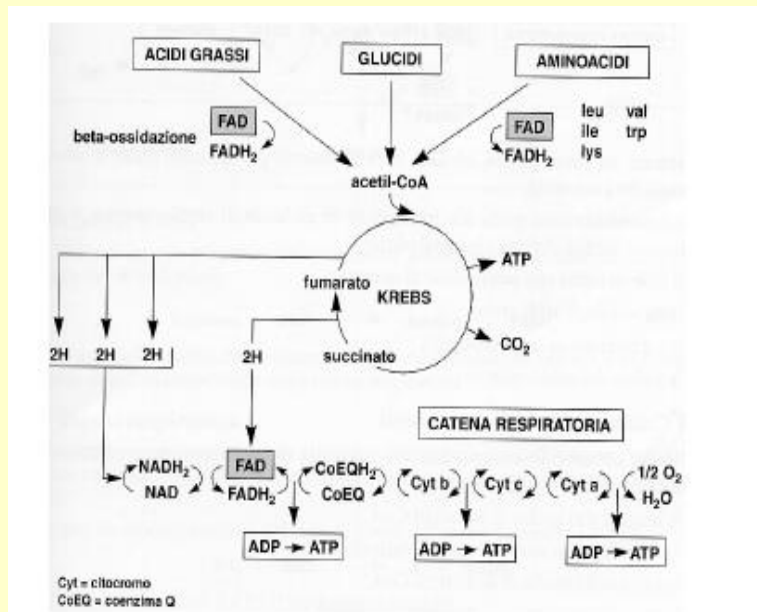 ACIDI GRASSI
GLUCIDI
AMINOACIDI
beta-ossidazione
FAD
FADH2
FAD
FADH2
leu val
ile trp
lys
acetil-CoA
ATP
fumarato
KREBS
2H 2H 2H
2H
succinato
CO2
CATENA RESPIRATORIA
NADH2
NAD
FAD
FADH2
CoEQH2
CoEQ
Cyt b
Cyt c
Cyt a
1/2 O2
H2O
ADP → ATP
ADP → ATP
ADP → ATP
Cyt = citocromo
CoEQ = coenzima Q